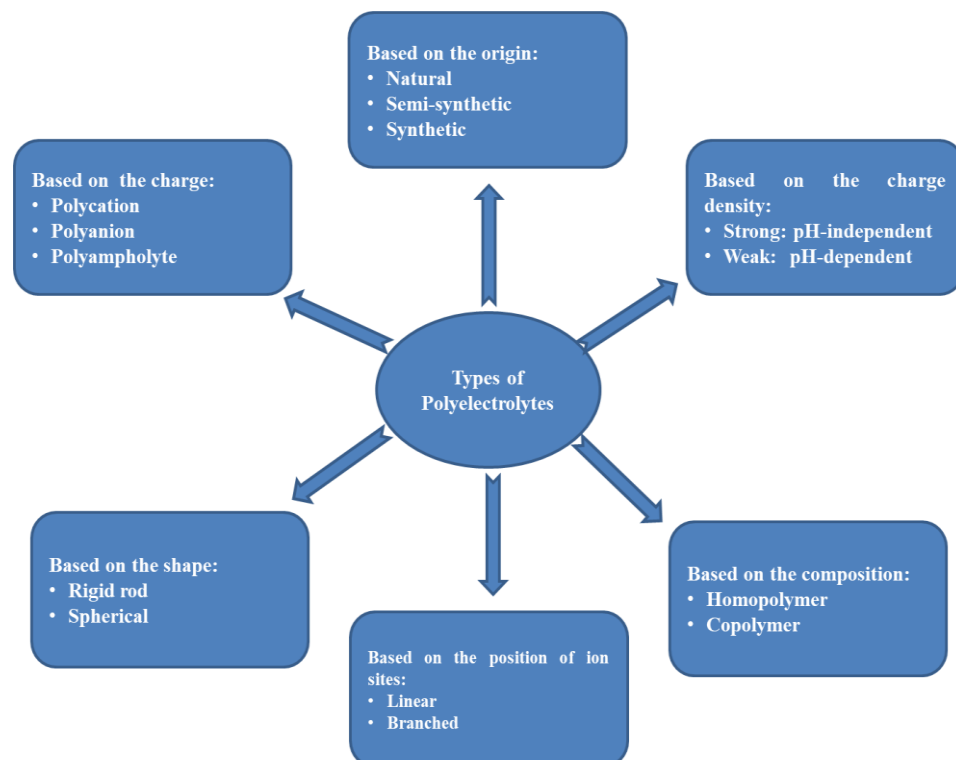 Based on the origin:
• Natural
• Semi-synthetic
• Synthetic
Based on the charge:
• Polycation
• Polyanion
• Polyampholyte
Based on the charge
density:
• Strong: pH-independent
• Weak: pH-dependent
Types of
Polyelectrolytes
Based on the shape:
• Rigid rod
• Spherical
Based on the composition:
• Homopolymer
• Copolymer
Based on the position of ion
sites:
• Linear
• Branched